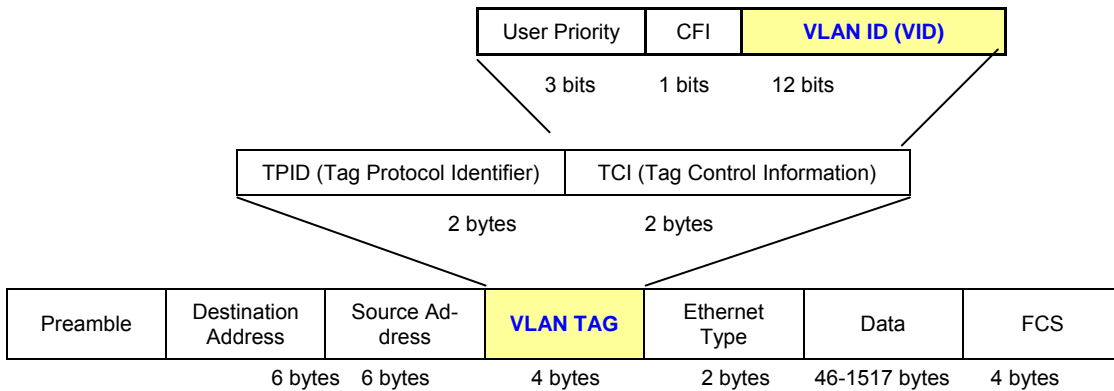 User Priority CFI VLAN ID (VID)
3 bits 1 bits 12 bits
TPID (Tag Protocol Identifier) TCI (Tag Control Information)
2 bytes 2 bytes
Preamble Destination Address Source Ad- dress VLAN TAG Ethernet Type Data FCS
6 bytes 6 bytes 4 bytes 2 bytes 46-1517 bytes 4 bytes